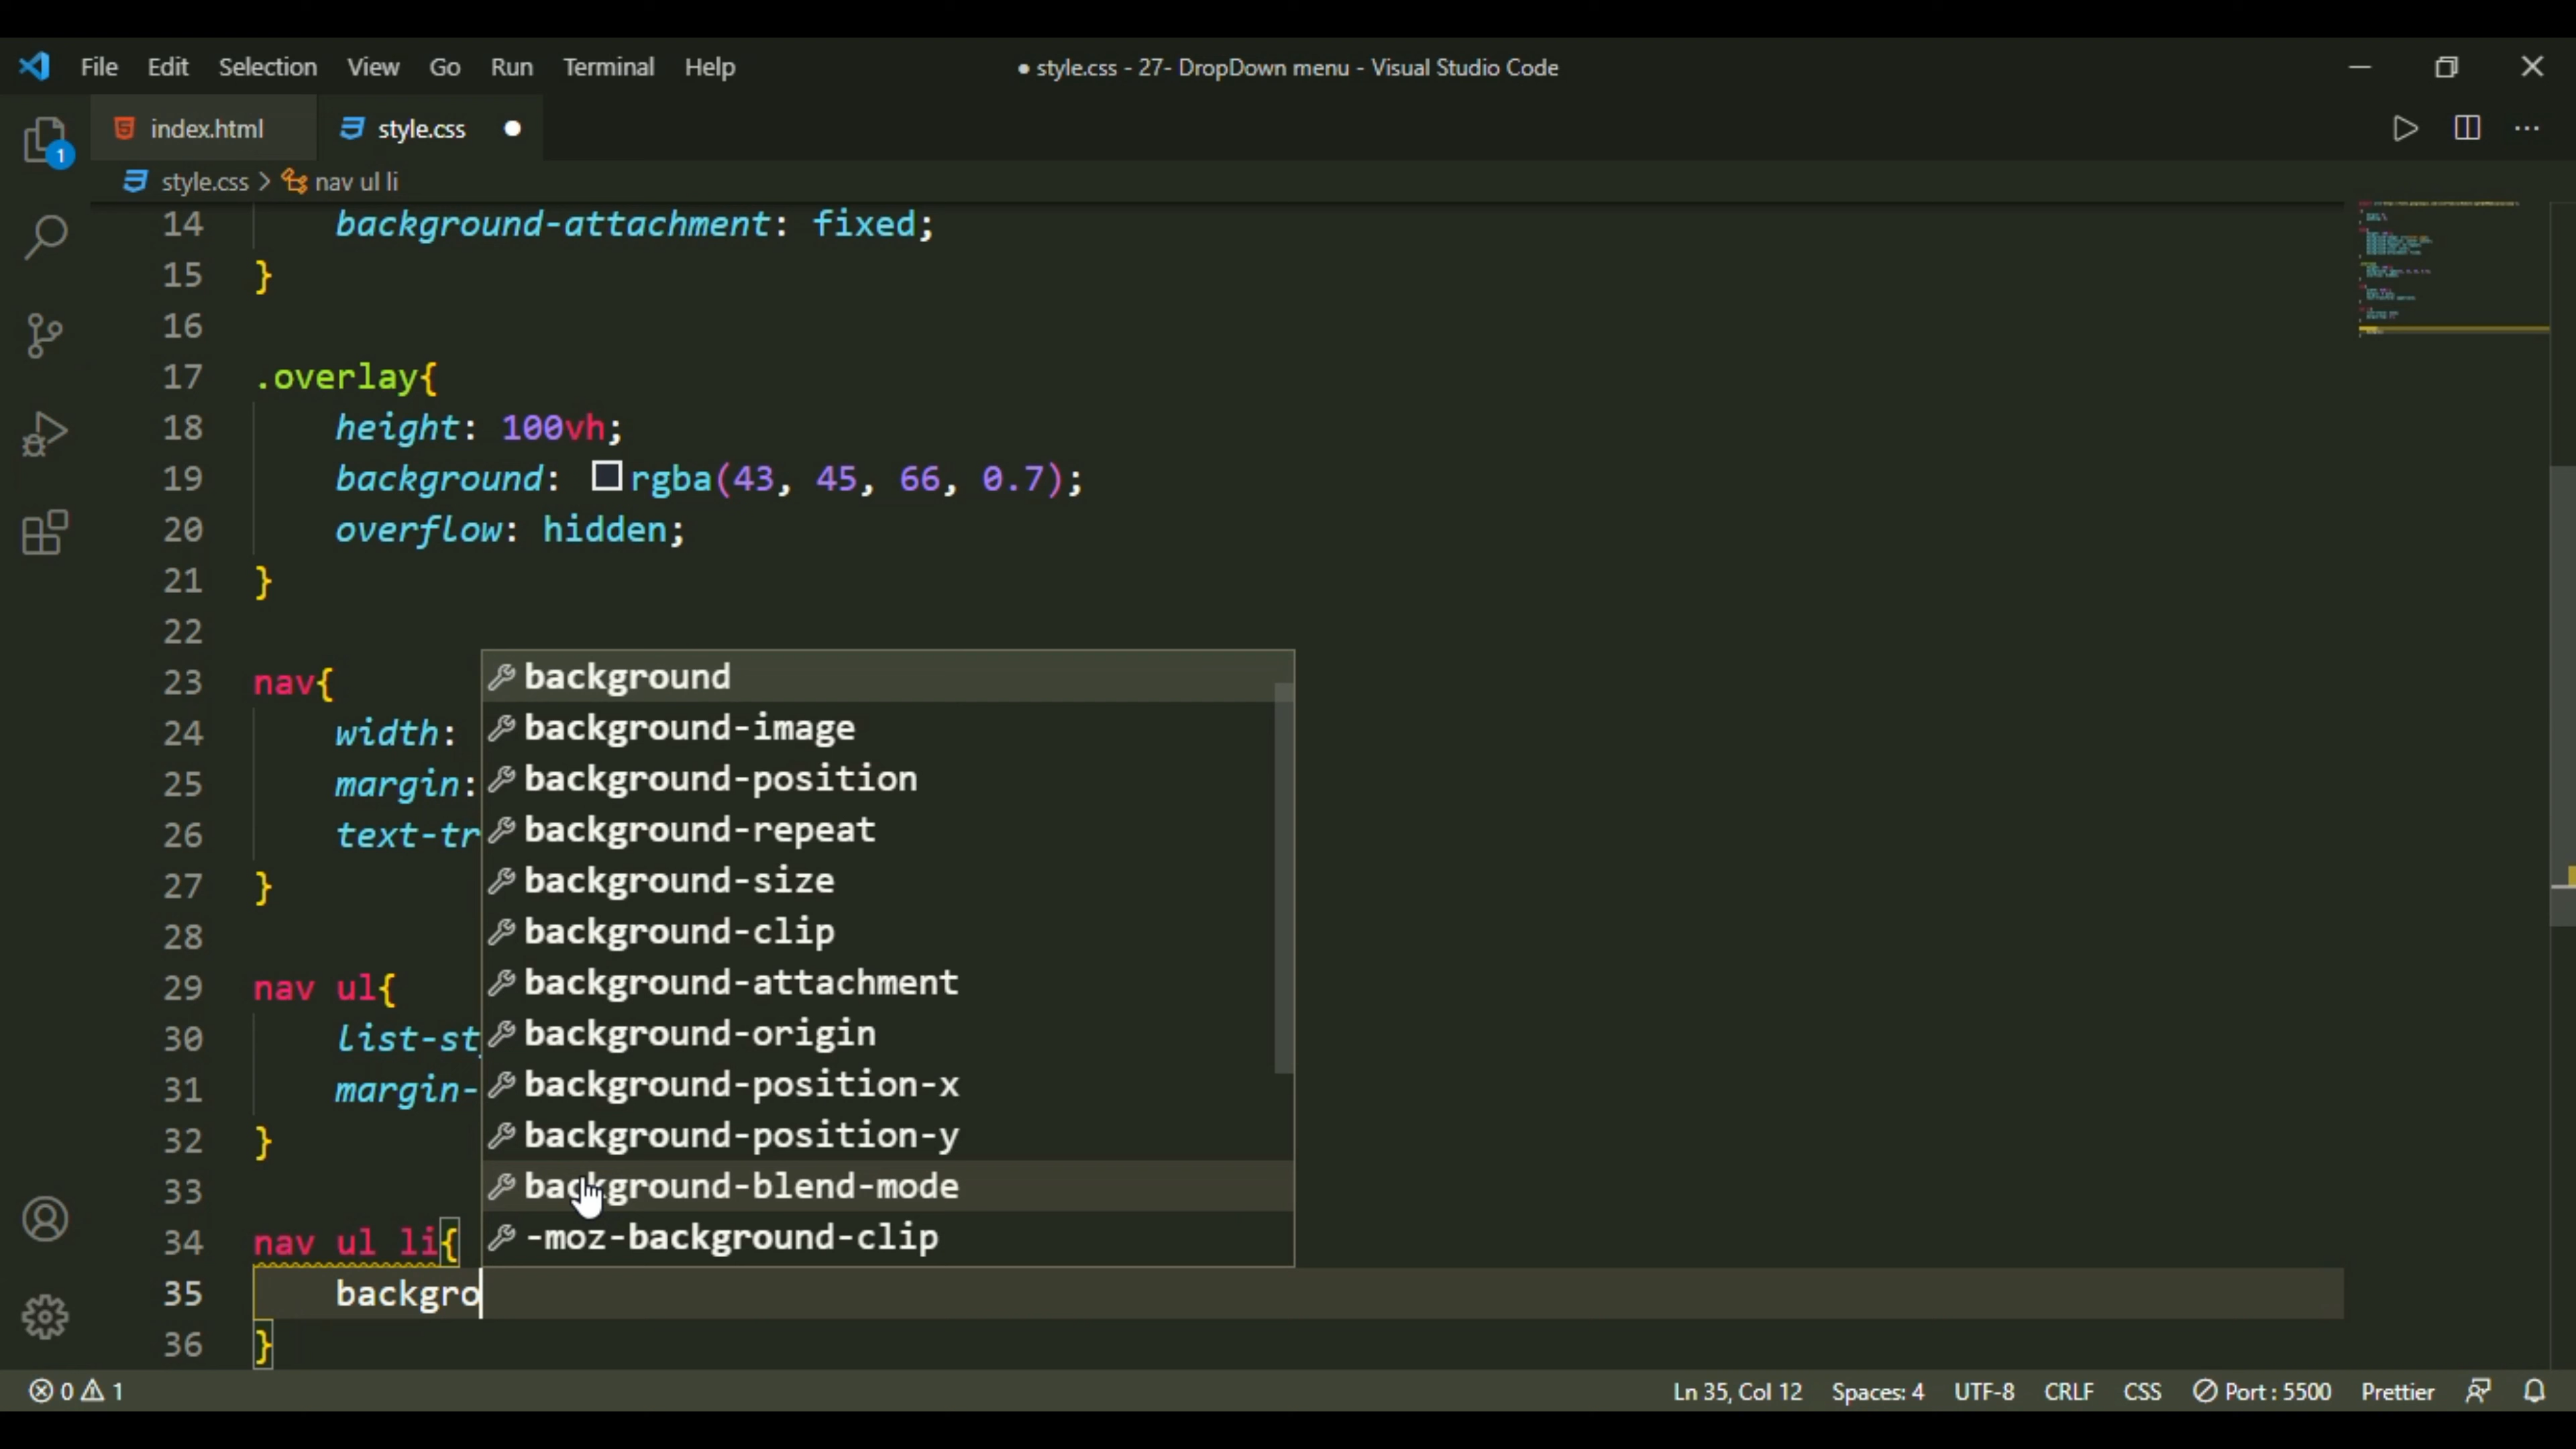 File Edit Selection View Go Run Terminal Help
● style.css - 27- DropDown menu - Visual Studio Code
1
index.html
style.css
style.css > nav ul li
14 background-attachment: fixed;
15 }
16
17 .overlay{
18 height: 100vh;
19 background: rgba(43, 45, 66, 0.7);
20 overflow: hidden;
21 }
22
23 nav{
24 width:
25 margin:
26 text-tr
27 }
28
29 nav ul{
30 list-st
31 margin-
32 }
33
34 nav ul li{
35 backgro
36 }
background
background-image
background-position
background-repeat
background-size
background-clip
background-attachment
background-origin
background-position-x
background-position-y
background-blend-mode
-moz-background-clip
0 1
Ln 35, Col 12 Spaces: 4 UTF-8 CRLF CSS Port : 5500 Prettier